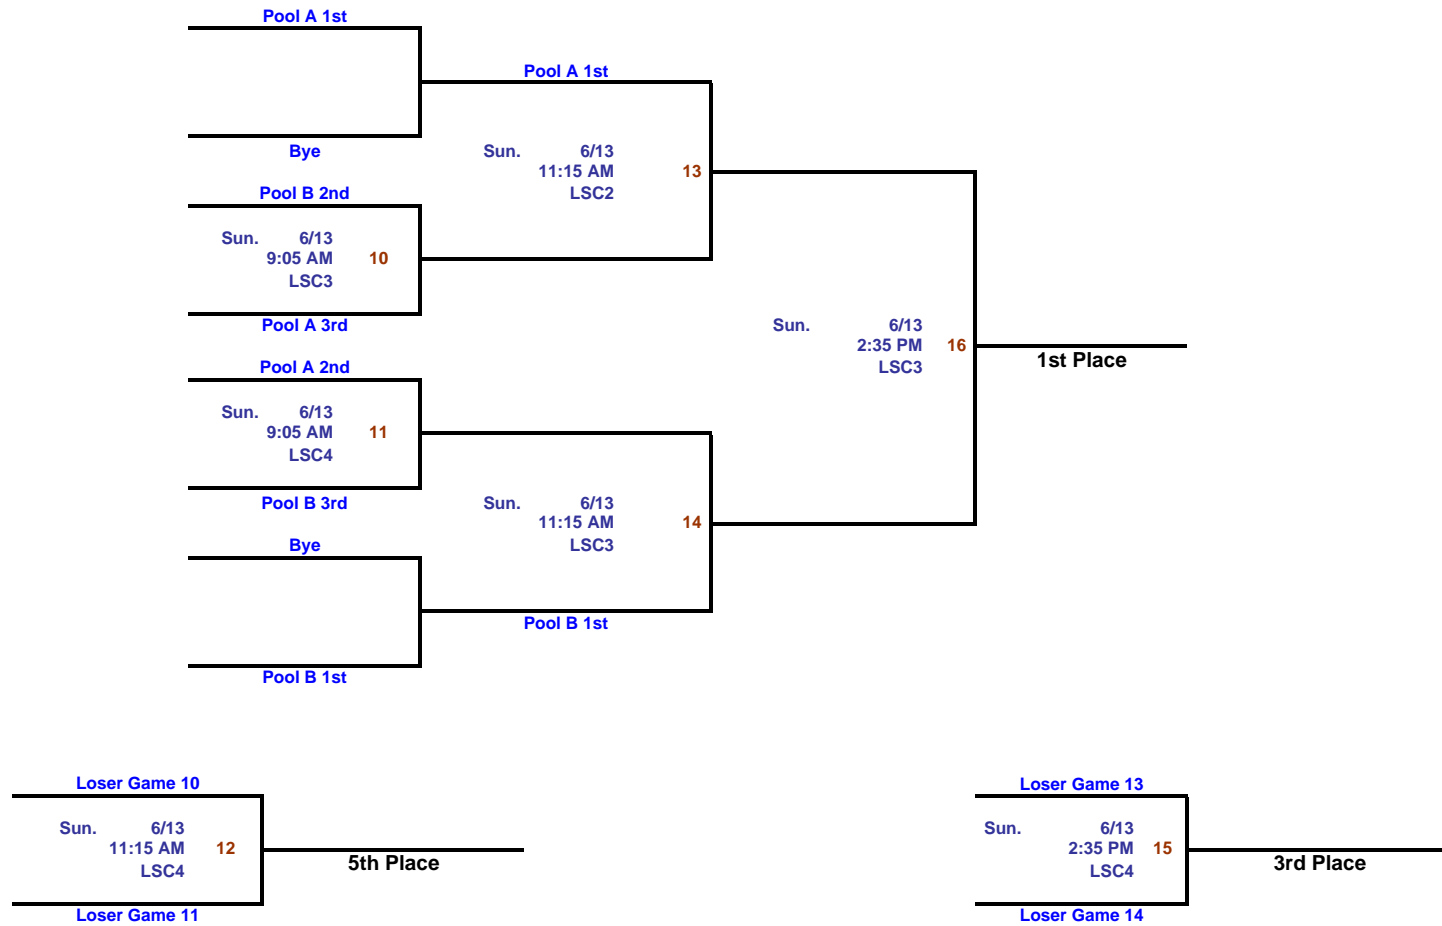 Pool A 1st
Pool A 1st
Bye
Sun. 6/13
11:15 AM 13
LSC2
Pool B 2nd
Sun. 6/13
9:05 AM 10
LSC3
Pool A 3rd
Sun. 6/13
2:35 PM 16
LSC3
1st Place
Pool A 2nd
Sun. 6/13
9:05 AM 11
LSC4
Pool B 3rd
Sun. 6/13
11:15 AM 14
LSC3
Bye
Pool B 1st
Pool B 1st
Loser Game 10
Sun. 6/13
11:15 AM 12
LSC4
5th Place
Loser Game 11
Loser Game 13
Sun. 6/13
2:35 PM 15
LSC4
3rd Place
Loser Game 14